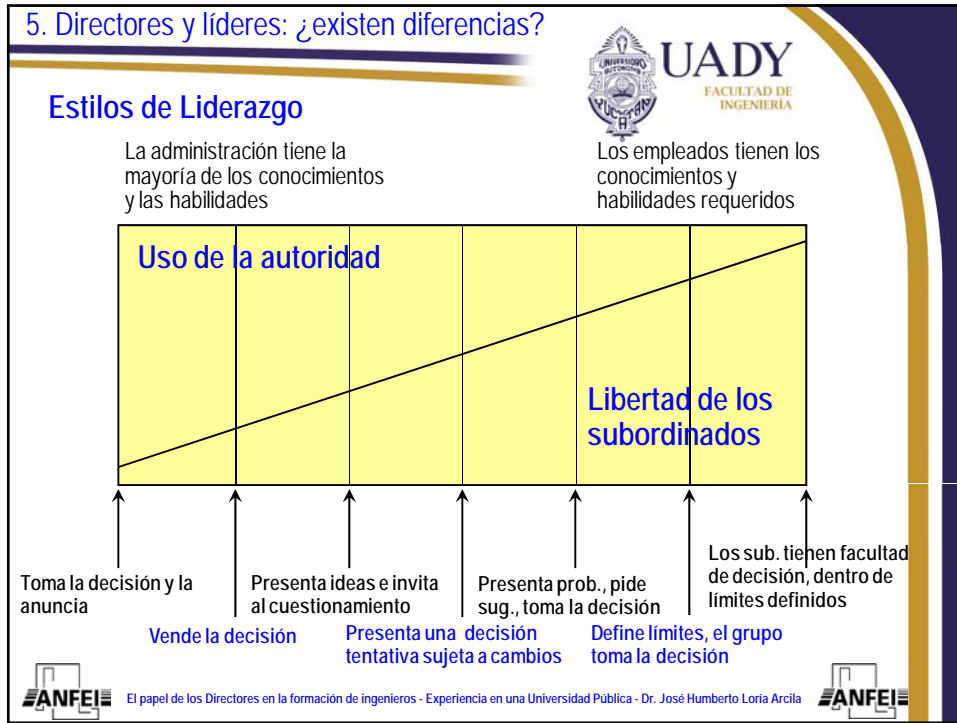 5. Directores y líderes: ¿existen diferencias?
UADY
FACULTAD DE
INGENIERÍA
Estilos de Liderazgo
La administración tiene la
mayoría de los conocimientos
y las habilidades
Los empleados tienen los
conocimientos y
habilidades requeridos
Uso de la autoridad
Libertad de los
subordinados
Toma la decisión y la
anuncia
Vende la decisión
Presenta ideas e invita
al cuestionamiento
Presenta una decisión
tentativa sujeta a cambios
Presenta prob., pide
sug., toma la decisión
Define límites, el grupo
toma la decisión
Los sub. tienen facultad
de decisión, dentro de
límites definidos
ANFEI
El papel de los Directores en la formación de ingenieros - Experiencia en una Universidad Pública - Dr. José Humberto Loría Arcila
ANFEI